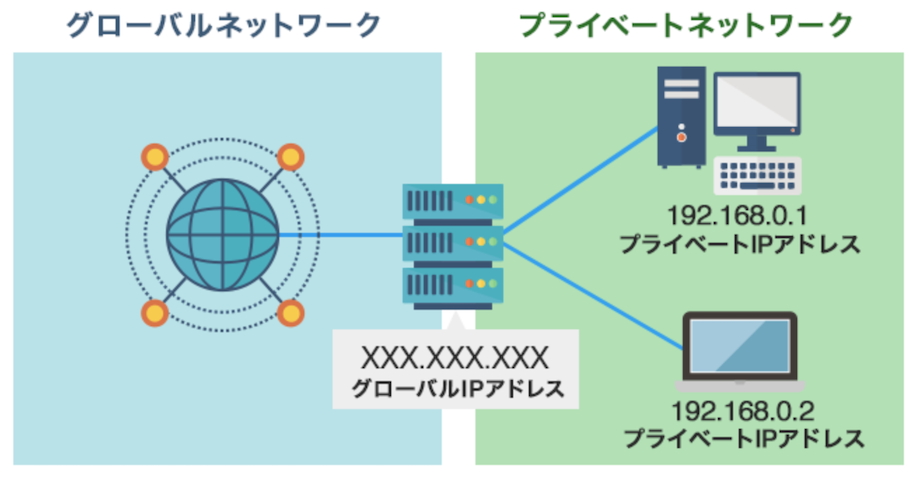 グローバルネットワーク
プライベートネットワーク
192.168.0.1
プライベートIPアドレス
XXX.XXX.XXX
グローバルIPアドレス
192.168.0.2
プライベートIPアドレス